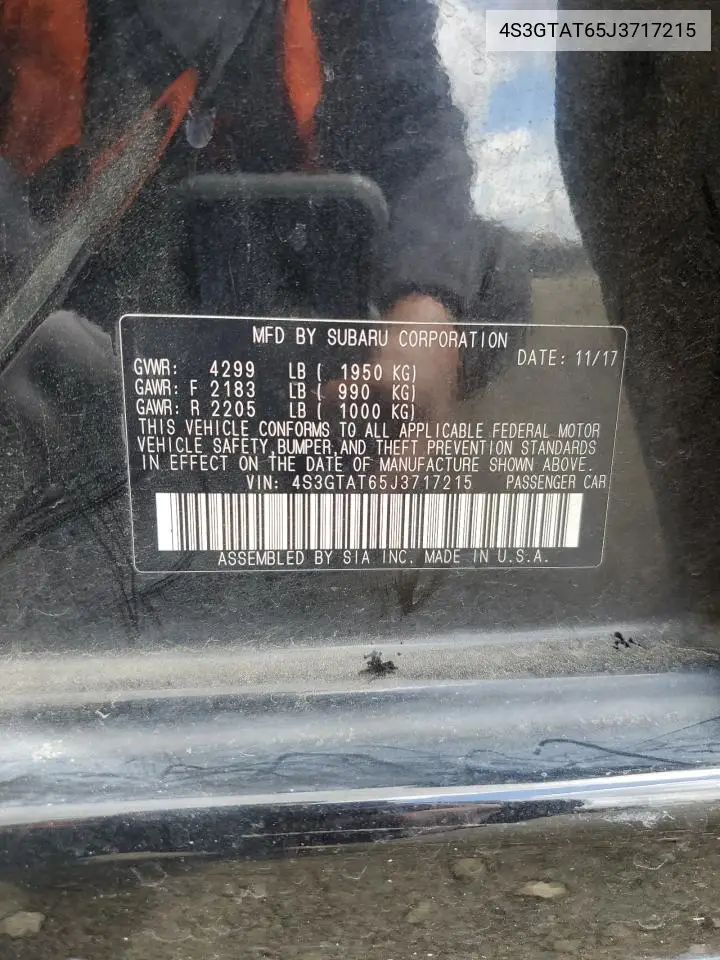 4S3GTAT65J3717215
MFD BY SUBARU CORPORATION
DATE: 11/17
GVWR: 4299 LB ( 1950 KG)
GAWR: F 2183 LB ( 990 KG)
GAWR: R 2205 LB ( 1000 KG)
THIS VEHICLE CONFORMS TO ALL APPLICABLE FEDERAL MOTOR
VEHICLE SAFETY,BUMPER,AND THEFT PREVENTION STANDARDS
IN EFFECT ON THE DATE OF MANUFACTURE SHOWN ABOVE.
VIN: 4S3GTAT65J3717215 PASSENGER CAR
ASSEMBLED BY SIA INC. MADE IN U.S.A.